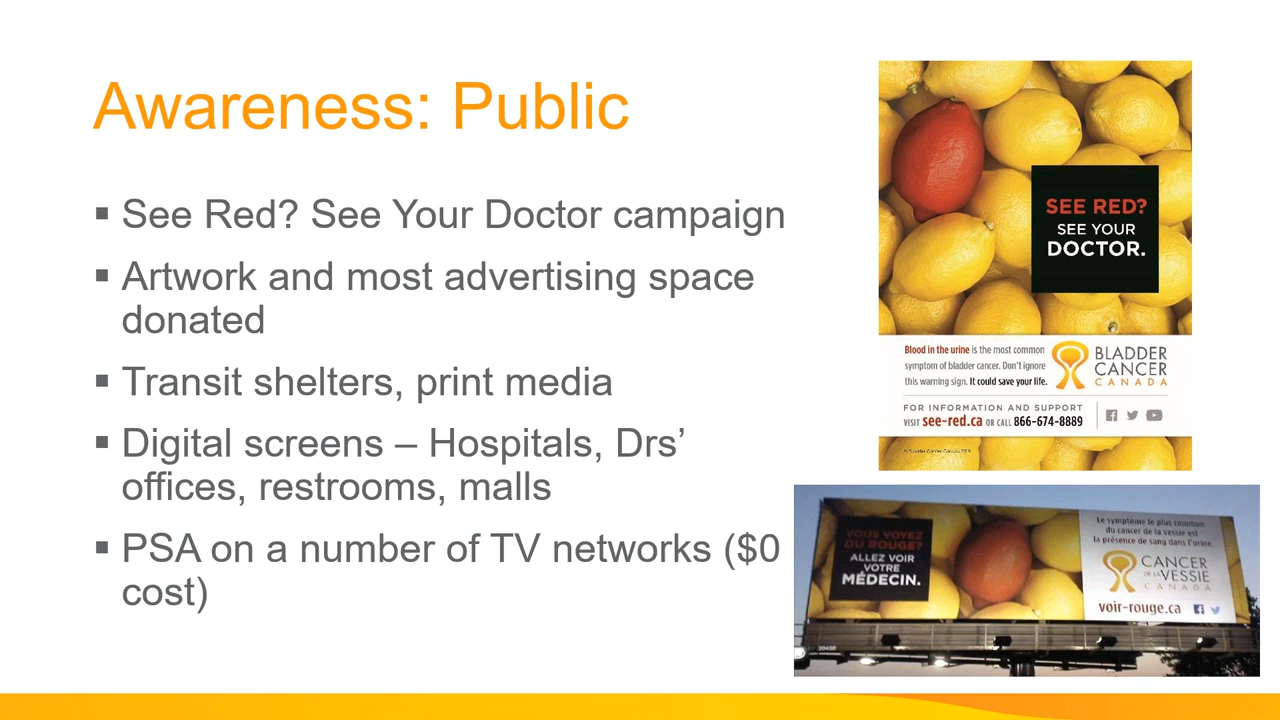 Awareness: Public
▪ See Red? See Your Doctor campaign
▪ Artwork and most advertising space
donated
▪ Transit shelters, print media
▪ Digital screens – Hospitals, Drs’
offices, restrooms, malls
▪ PSA on a number of TV networks ($0
cost)
SEE RED?
SEE YOUR
DOCTOR.
Blood in the urine is the most common
symptom of bladder cancer. Don't ignore
this warning sign. It could save your life.
BLADDER
CANCER
CANADA
FOR INFORMATION AND SUPPORT
VISIT see-red.ca OR CALL 866-674-8889
VOUS VOYEZ
DU ROUGE?
ALLEZ VOIR
VOTRE
MÉDECIN.
Le symptôme le plus commun
du cancer de la vessie est
la présence de sang dans l'urine.
CANCER
DE LA VESSIE
CANADA
voir-rouge.ca